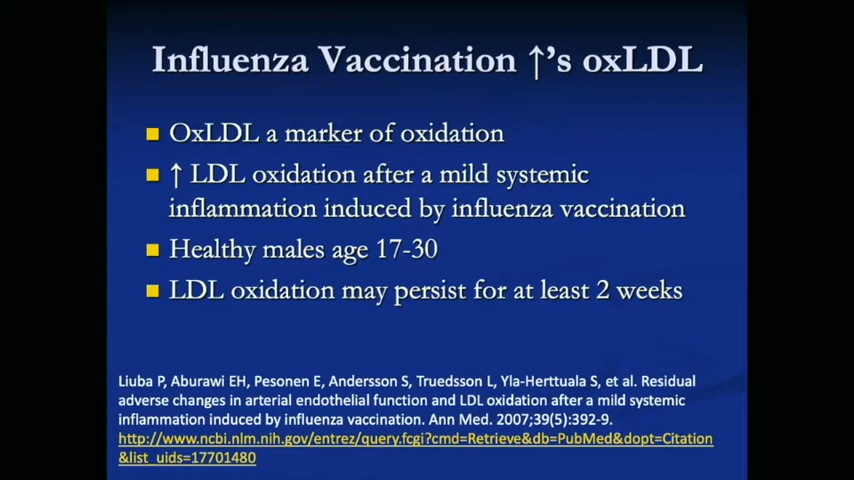 Influenza Vaccination ↑'s oxLDL
■ OxLDL a marker of oxidation
■ ↑ LDL oxidation after a mild systemic
inflammation induced by influenza vaccination
■ Healthy males age 17-30
■ LDL oxidation may persist for at least 2 weeks
Liuba P, Aburawi EH, Pesonen E, Andersson S, Truedsson L, Yla-Herttuala S, et al. Residual
adverse changes in arterial endothelial function and LDL oxidation after a mild systemic
inflammation induced by influenza vaccination. Ann Med. 2007;39(5):392-9.
http://www.ncbi.nlm.nih.gov/entrez/query.fcgi?cmd=Retrieve&db=PubMed&dopt=Citation
&list_uids=17701480